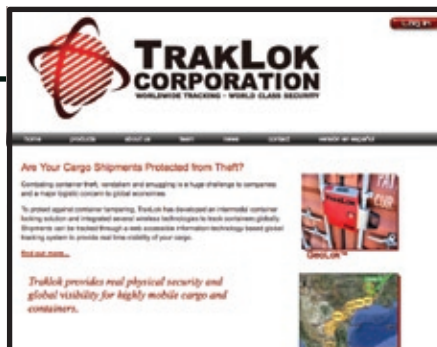 Log in
TRAKLOK
CORPORATION
WORLDWIDE TRACKING - WORLD CLASS SECURITY
home products about us team news contact versión en español
Are Your Cargo Shipments Protected from Theft?
Combating container theft, vandalism and smuggling is a huge challenge to companies
and a major logistic concern to global economies.
To protect against container tampering, TrakLok has developed an intermodal container
locking solution and integrated several wireless technologies to track containers globally.
Shipments can be tracked through a web accessible information technology based global
tracking system to provide real time visibility of your cargo.
find out more...
GeoLok™
Traklok provides real physical security and
global visibility for highly mobile cargo and
containers.